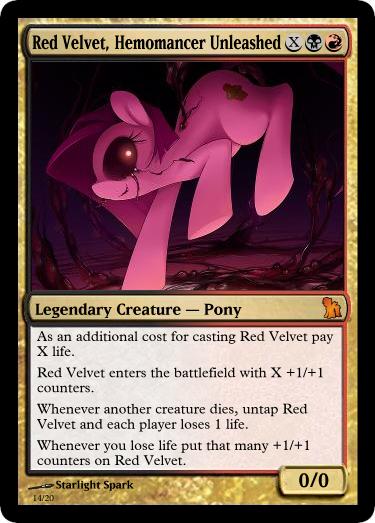 Red Velvet, Hemomancer Unleashed X
Legendary Creature — Pony
As an additional cost for casting Red Velvet pay
X life.
Red Velvet enters the battlefield with X +1/+1
counters.
Whenever another creature dies, untap Red
Velvet and each player loses 1 life.
Whenever you lose life put that many +1/+1
counters on Red Velvet.
0/0
Starlight Spark
14/20